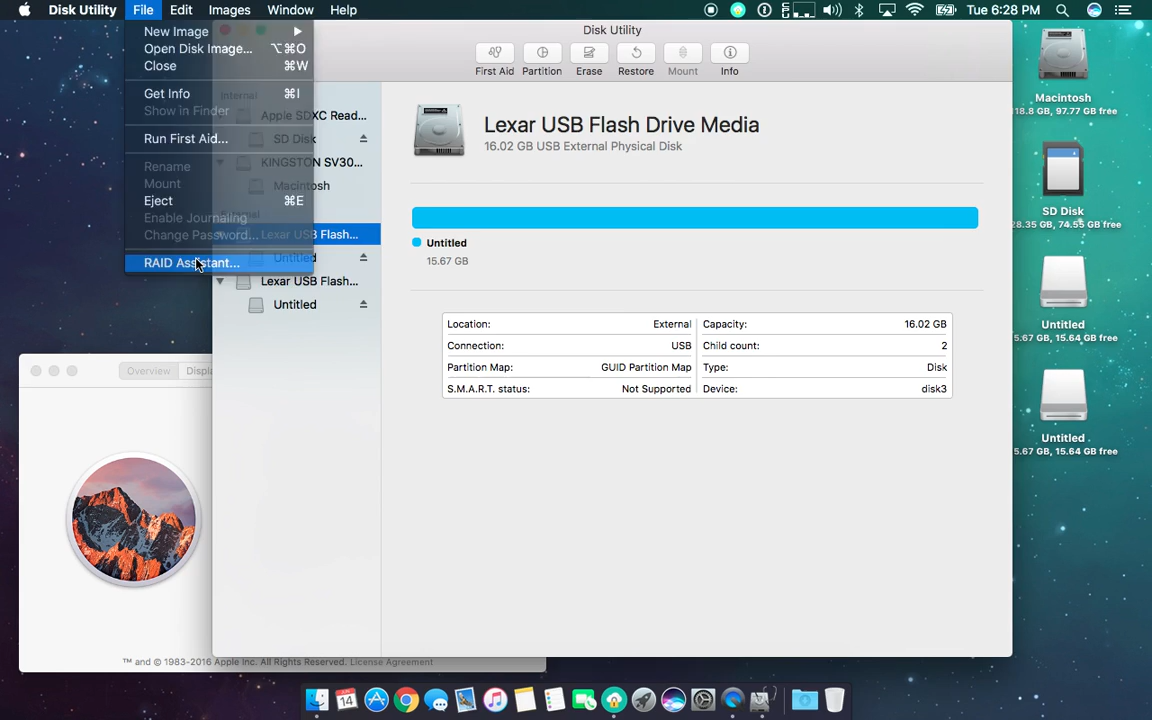 Disk Utility File Edit Images Window Help Tue 6:28 PM
New Image
Open Disk Image... ⌥⌘O
Close ⌘W
Get Info ⌘I
Show in Finder
Run First Aid...
Rename
Mount
Eject ⌘E
Enable Journaling
Change Password...
RAID Assistant...
Disk Utility
First Aid Partition Erase Restore Mount Info
Internal
Apple SDXC Read...
SD Disk
KINGSTON SV30...
Macintosh
Lexar USB Flash...
Untitled
Lexar USB Flash...
Untitled
Lexar USB Flash Drive Media
16.02 GB USB External Physical Disk
Untitled
15.67 GB
Location: External Capacity: 16.02 GB
Connection: USB Child count: 2
Partition Map: GUID Partition Map Type: Disk
S.M.A.R.T. status: Not Supported Device: disk3
Macintosh
18.8 GB, 97.77 GB free
SD Disk
28.35 GB, 74.55 GB free
Untitled
5.67 GB, 15.64 GB free
Untitled
5.67 GB, 15.64 GB free
Overview Displa
™ and © 1983-2016 Apple Inc. All Rights Reserved. License Agreement
14